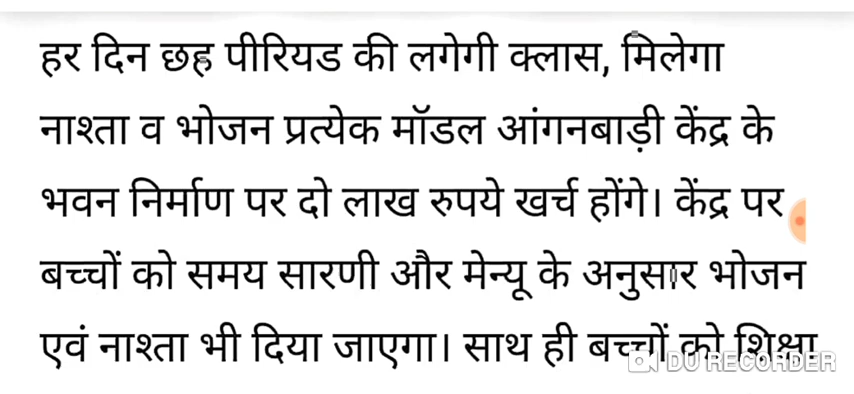 हर दिन छह पीरियड की लगेगी क्लास, मिलेगा
नाश्ता व भोजन प्रत्येक मॉडल आंगनबाड़ी केंद्र के
भवन निर्माण पर दो लाख रुपये खर्च होंगे। केंद्र पर
बच्चों को समय सारणी और मेन्यू के अनुसार भोजन
एवं नाश्ता भी दिया जाएगा। साथ ही बच्चों को शिक्षा
DU RECORDER